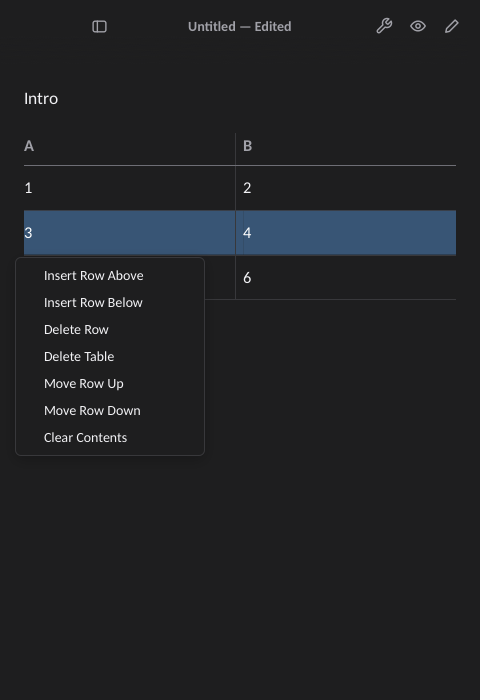 Untitled — Edited
Intro
A B
1 2
3 4
6
Insert Row Above
Insert Row Below
Delete Row
Delete Table
Move Row Up
Move Row Down
Clear Contents